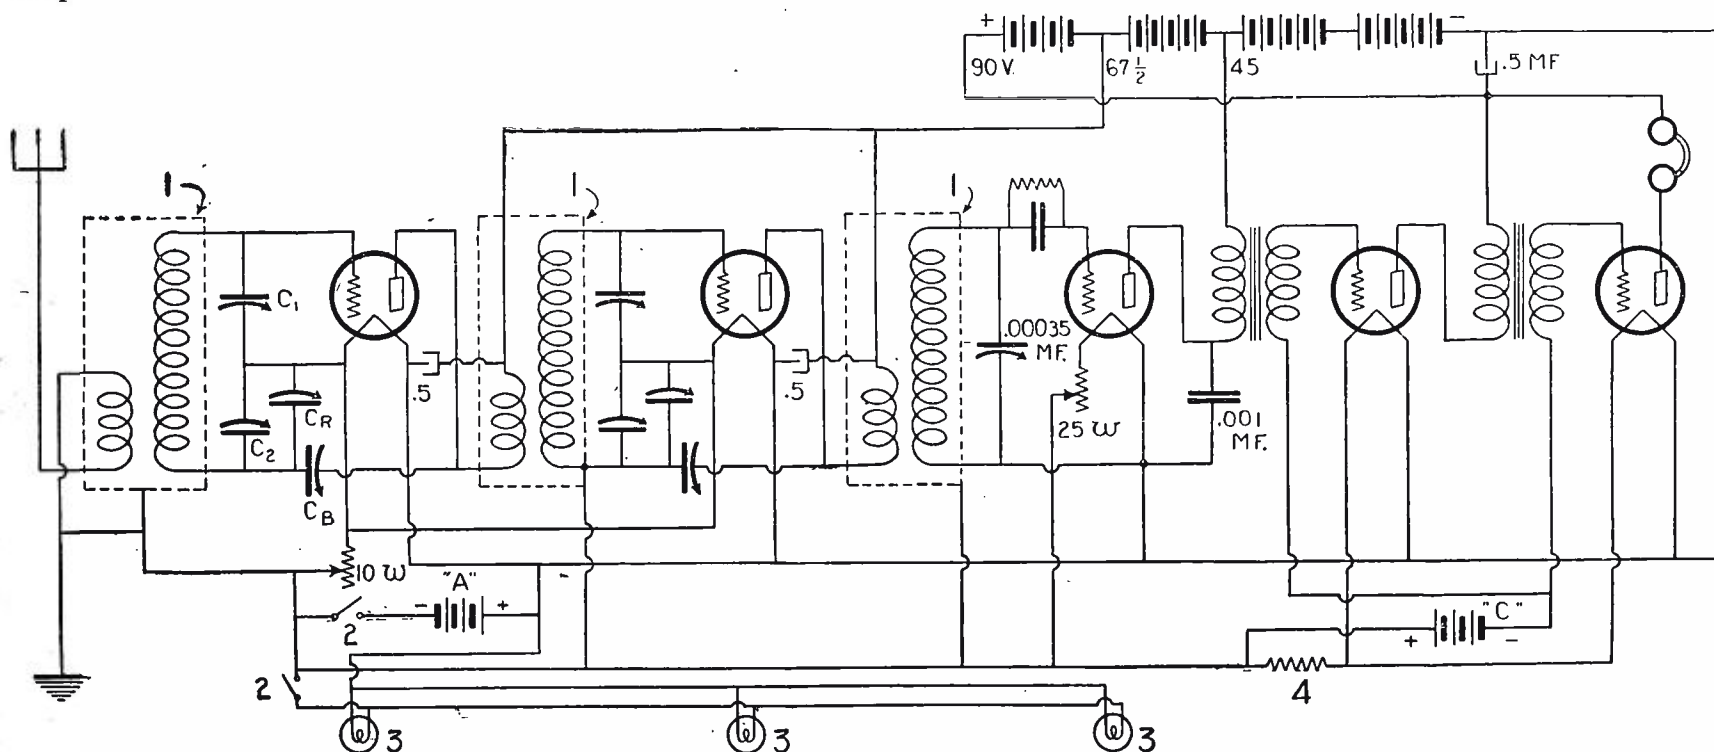 + -
90 V. 67 1/2 45 .5 MF
1 1 1
C1
.00035
MF.
CR .5 .5
C2 25 ω .001
MF.
CB
10 ω
"A"
- +
"C"
+ -
2
2
4
3 3 3